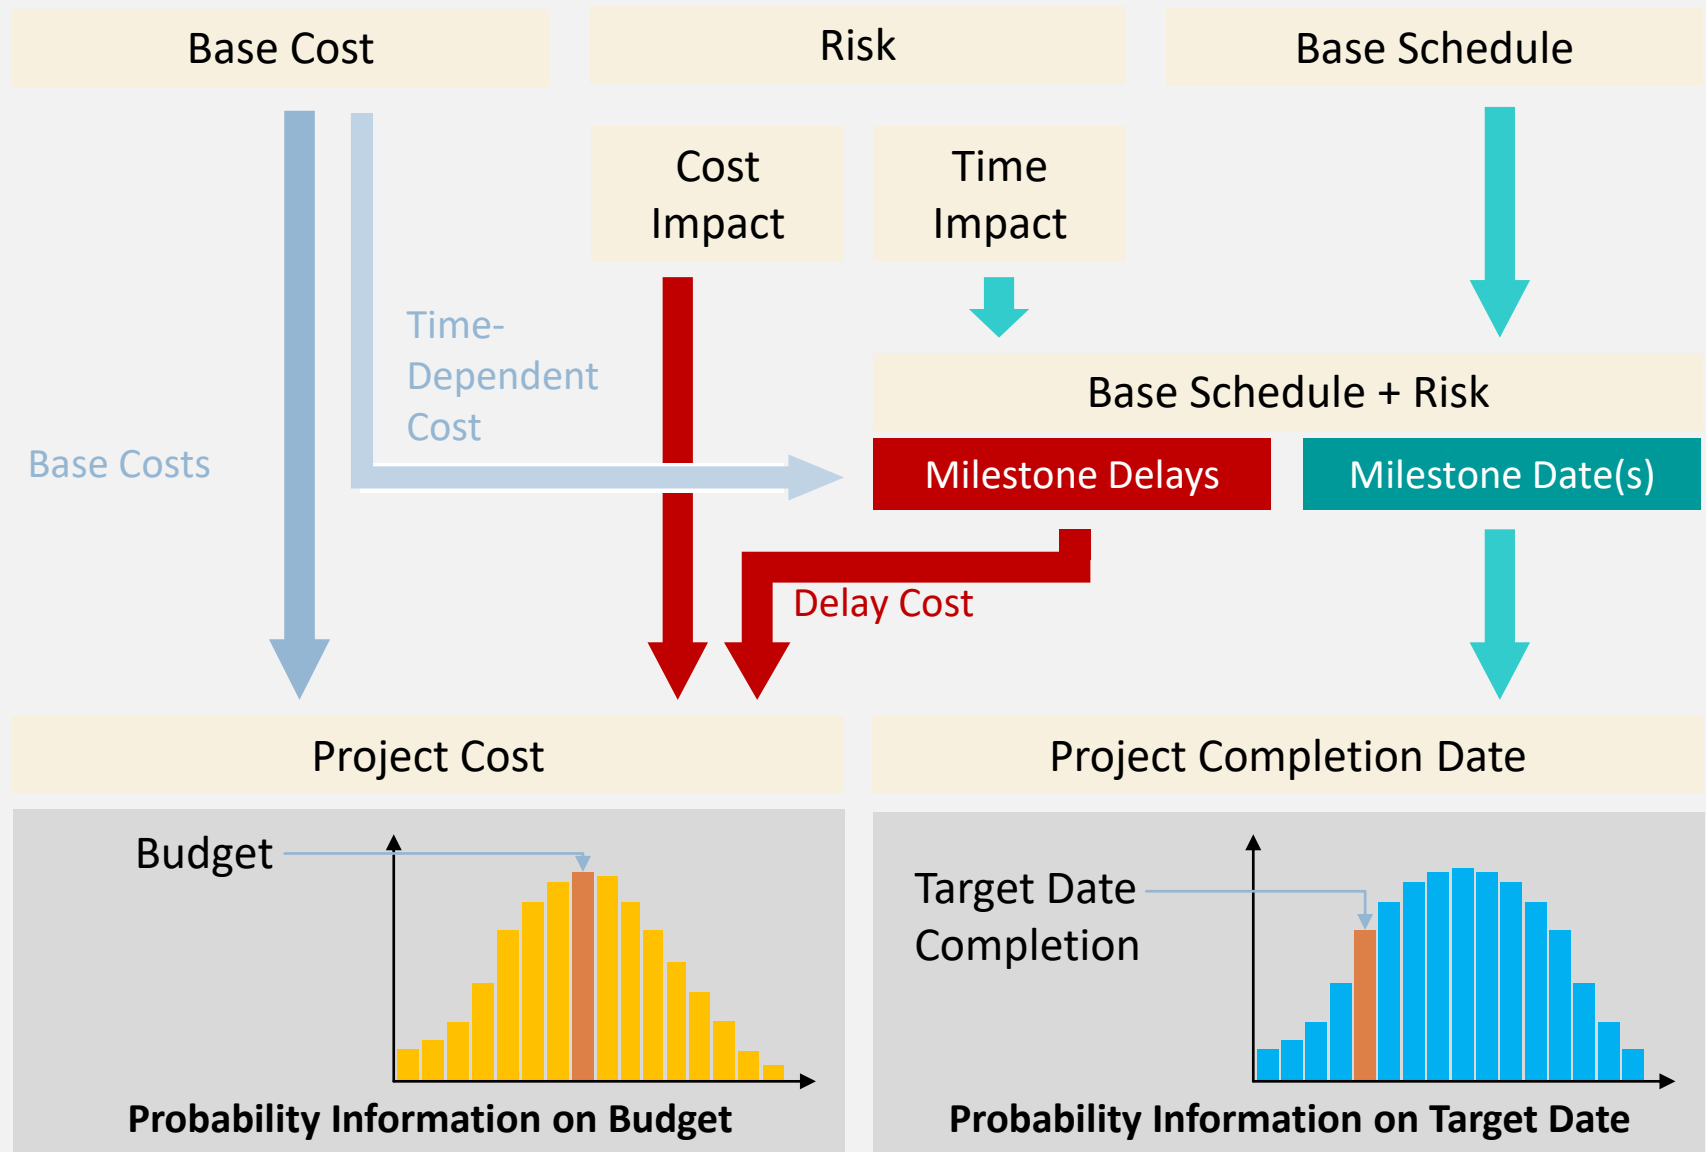 Base Cost
Risk
Base Schedule
Cost
Impact
Time
Impact
Time-
Dependent
Cost
Base Costs
Base Schedule + Risk
Milestone Delays
Milestone Date(s)
Delay Cost
Project Cost
Project Completion Date
Budget
Target Date
Completion
Probability Information on Budget
Probability Information on Target Date